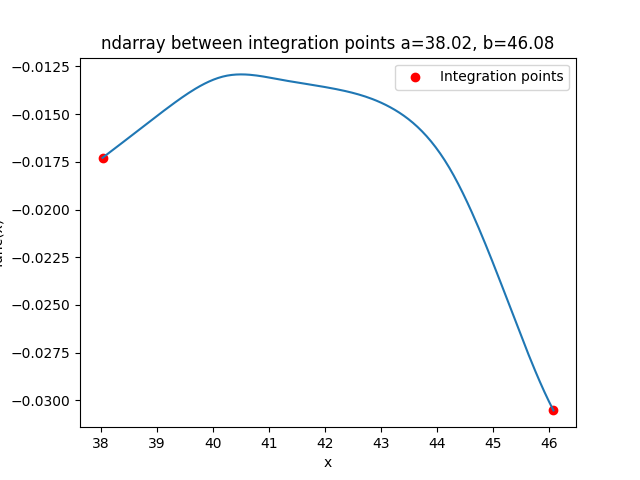 ndarray between integration points a=38.02, b=46.08
Integration points
−0.0125
−0.0150
−0.0175
−0.0200
−0.0225
−0.0250
−0.0275
−0.0300
38 39 40 41 42 43 44 45 46
x